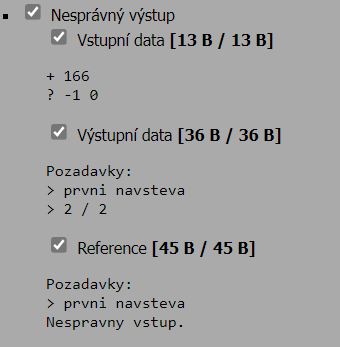 Nesprávný výstup
Vstupní data [13 B / 13 B]
+ 166
? -1 0
Výstupní data [36 B / 36 B]
Pozadavky:
> prvni navsteva
> 2 / 2
Reference [45 B / 45 B]
Pozadavky:
> prvni navsteva
Nespravny vstup.